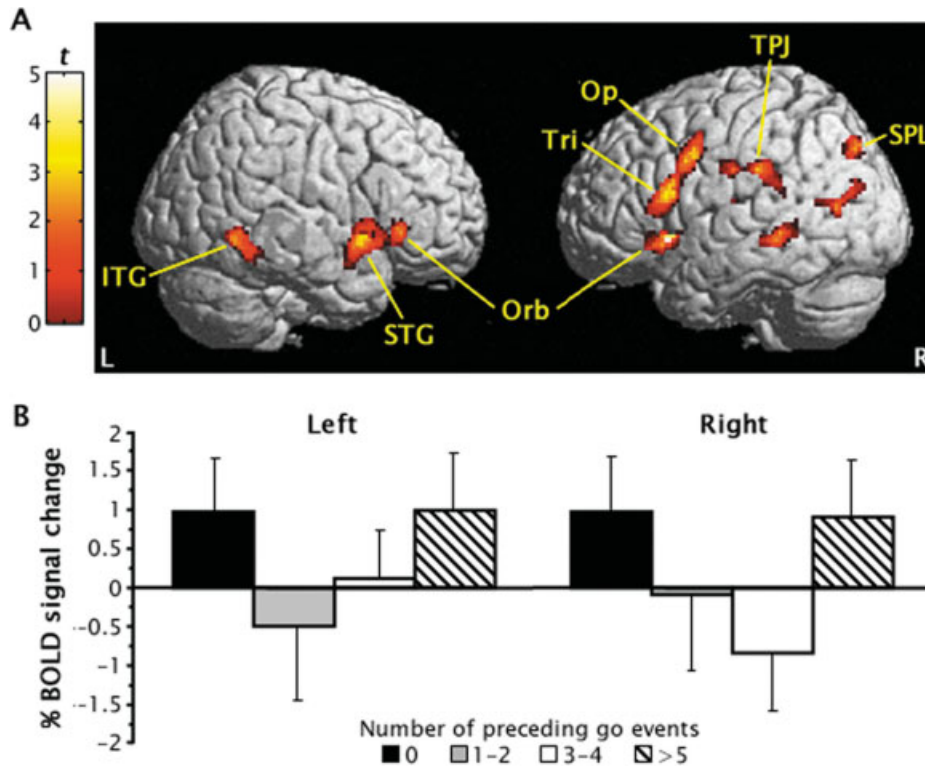 A
t
5
4
3
2
1
0
TPJ
Op
Tri
SPL
ITG
STG
Orb
L
R
B
Left
Right
% BOLD signal change
2
1.5
1
0.5
0
-0.5
-1
-1.5
-2
Number of preceding go events
0 1-2 3-4 >5